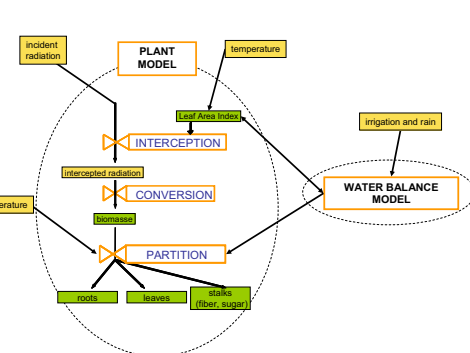 incident
radiation
PLANT
MODEL
temperature
Leaf Area Index
irrigation and rain
INTERCEPTION
intercepted radiation
CONVERSION
WATER BALANCE
MODEL
erature
biomasse
PARTITION
roots
leaves
stalks
(fiber, sugar)